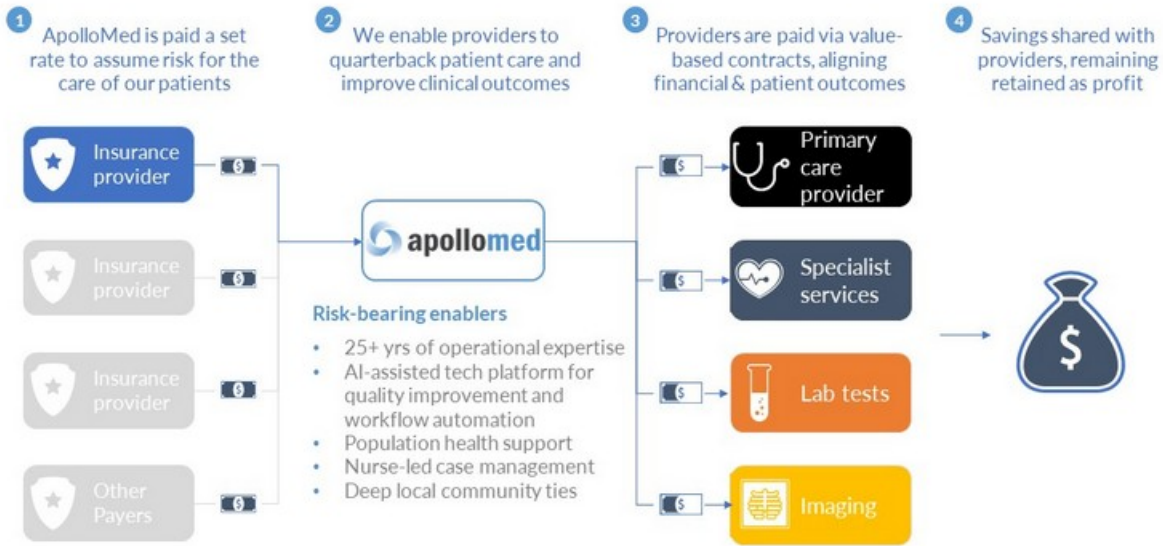 1
ApolloMed is paid a set
rate to assume risk for the
care of our patients
2
We enable providers to
quarterback patient care and
improve clinical outcomes
3
Providers are paid via value-
based contracts, aligning
financial & patient outcomes
4
Savings shared with
providers, remaining
retained as profit
Insurance
provider
$
Insurance
provider
$
Insurance
provider
$
Other
Payers
$
apollomed
Risk-bearing enablers
• 25+ yrs of operational expertise
• AI-assisted tech platform for
quality improvement and
workflow automation
• Population health support
• Nurse-led case management
• Deep local community ties
$
Primary
care
provider
$
Specialist
services
$
Lab tests
$
Imaging
$